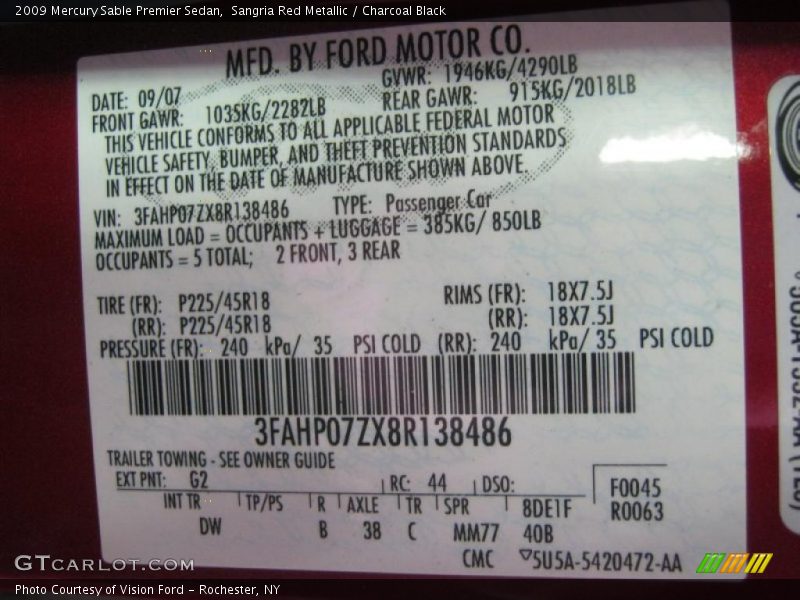 2009 Mercury Sable Premier Sedan,  Sangria Red Metallic / Charcoal Black
MFD. BY FORD MOTOR CO.
DATE: 09/07 GVWR: 1946KG/4290LB
FRONT GAWR: 1035KG/2282LB REAR GAWR: 915KG/2018LB
THIS VEHICLE CONFORMS TO ALL APPLICABLE FEDERAL MOTOR
VEHICLE SAFETY, BUMPER, AND THEFT PREVENTION STANDARDS
IN EFFECT ON THE DATE OF MANUFACTURE SHOWN ABOVE.
VIN: 3FAHP07ZX8R138486 TYPE: Passenger Car
MAXIMUM LOAD = OCCUPANTS + LUGGAGE = 385KG/ 850LB
OCCUPANTS = 5 TOTAL; 2 FRONT, 3 REAR
TIRE (FR): P225/45R18 RIMS (FR): 18X7.5J
(RR): P225/45R18 (RR): 18X7.5J
PRESSURE (FR): 240 kPa/ 35 PSI COLD (RR): 240 kPa/ 35 PSI COLD
3FAHP07ZX8R138486
TRAILER TOWING - SEE OWNER GUIDE
EXT PNT: G2 RC: 44 DSO: F0045
INT TR TP/PS R AXLE TR SPR 8DE1F R0063
DW B 38 C MM77 40B
CMC 5U5A-5420472-AA
GTCARLOT.COM
Photo Courtesy of Vision Ford - Rochester, NY